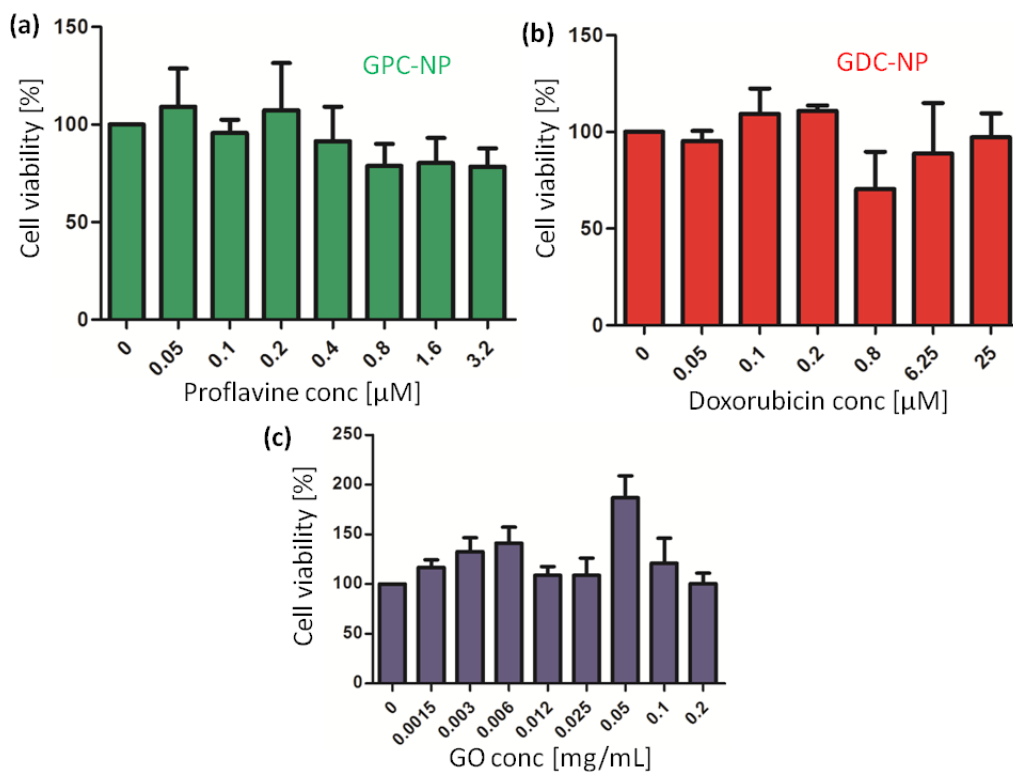 (a)
GPC-NP
Cell viability [%]
150
100
50
0
0 0.05 0.1 0.2 0.4 0.8 1.6 3.2
Proflavine conc [µM]
(b)
GDC-NP
Cell viability [%]
150
100
50
0
0 0.05 0.1 0.2 0.8 6.25 25
Doxorubicin conc [µM]
(c)
Cell viability [%]
250
200
150
100
50
0
0 0.0015 0.003 0.006 0.012 0.025 0.05 0.1 0.2
GO conc [mg/mL]